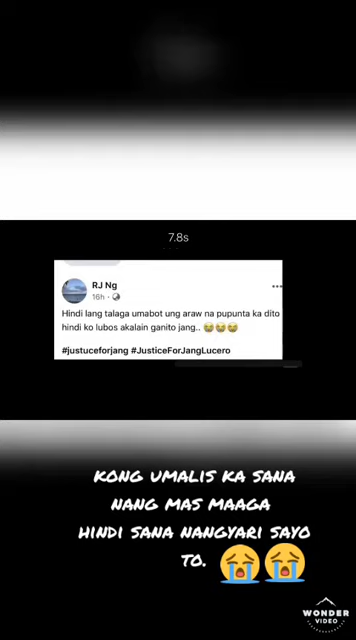 7.8s
RJ Ng
16h ·
Hindi lang talaga umabot ung araw na pupunta ka dito
hindi ko lubos akalain ganito jang.. 😭😭😭
#justuceforjang #JusticeForJangLucero
KONG UMALIS KA SANA
NANG MAS MAAGA
HINDI SANA NANGYARI SAYO
TO. 😭😭
WONDER
VIDEO